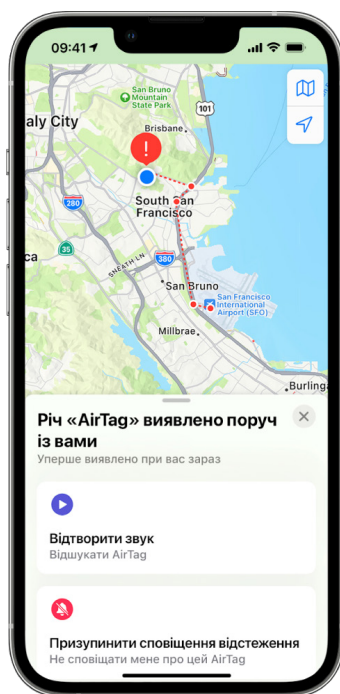 09:41
San Bruno
Mountain
State Park
101
aly City
Brisbane
South San
Francisco
280
35
ca
SNEATH LN
380
San Bruno
San Francisco
International
Airport (SFO)
Millbrae
Burling
Річ «AirTag» виявлено поруч
із вами
Уперше виявлено при вас зараз
Відтворити звук
Відшукати AirTag
Призупинити сповіщення відстеження
Не сповіщати мене про цей AirTag